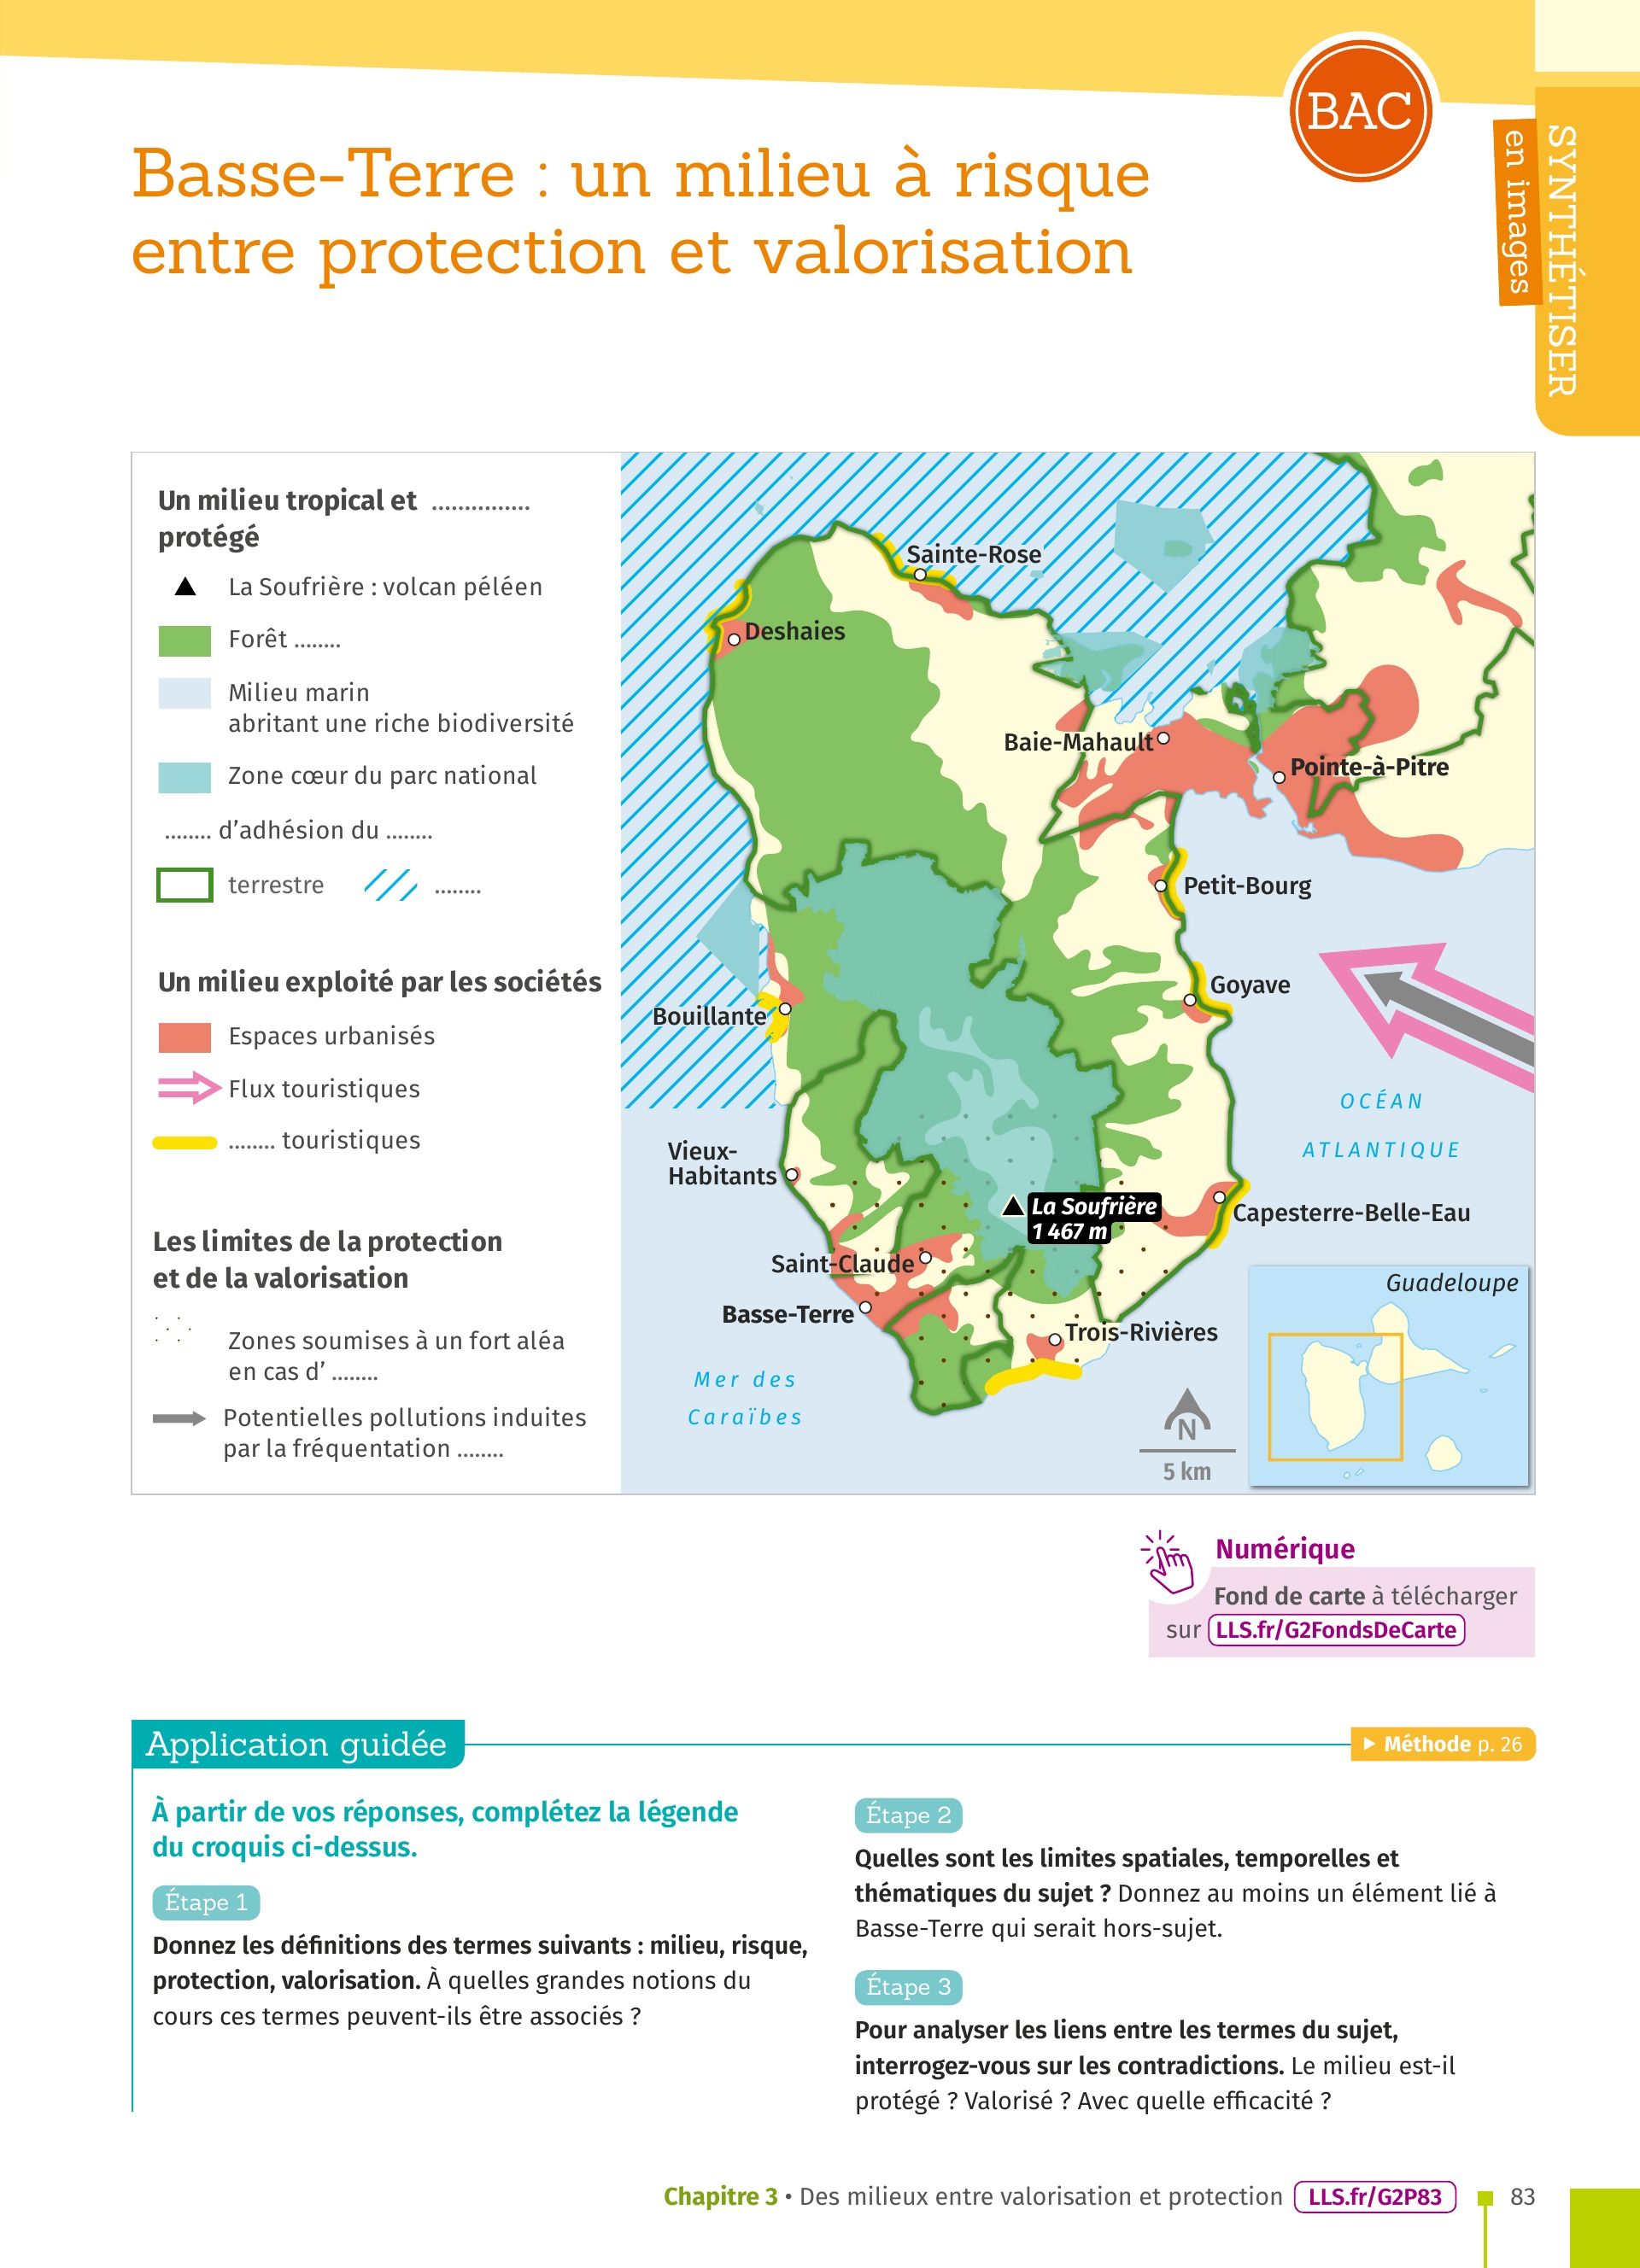 BAC
SYNTHÉTISER
en images
Basse-Terre : un milieu à risque
entre protection et valorisation
Un milieu tropical et ...............
protégé
La Soufrière : volcan péléen
Forêt ........
Milieu marin
abritant une riche biodiversité
Zone cœur du parc national
........ d’adhésion du ........
terrestre ........
Un milieu exploité par les sociétés
Espaces urbanisés
Flux touristiques
........ touristiques
Les limites de la protection
et de la valorisation
Zones soumises à un fort aléa
en cas d’ ........
Potentielles pollutions induites
par la fréquentation ........
Sainte-Rose
Deshaies
Baie-Mahault
Pointe-à-Pitre
Petit-Bourg
Goyave
Bouillante
OCÉAN
ATLANTIQUE
Vieux-
Habitants
La Soufrière
1 467 m
Capesterre-Belle-Eau
Saint-Claude
Basse-Terre
Trois-Rivières
Mer des
Caraïbes
N
5 km
Guadeloupe
Numérique
Fond de carte à télécharger
sur LLS.fr/G2FondsDeCarte
Application guidée
Méthode p. 26
À partir de vos réponses, complétez la légende
du croquis ci-dessus.
Étape 1
Donnez les définitions des termes suivants : milieu, risque,
protection, valorisation. À quelles grandes notions du
cours ces termes peuvent-ils être associés ?
Étape 2
Quelles sont les limites spatiales, temporelles et
thématiques du sujet ? Donnez au moins un élément lié à
Basse-Terre qui serait hors-sujet.
Étape 3
Pour analyser les liens entre les termes du sujet,
interrogez-vous sur les contradictions. Le milieu est-il
protégé ? Valorisé ? Avec quelle efficacité ?
Chapitre 3 • Des milieux entre valorisation et protection LLS.fr/G2P83 83